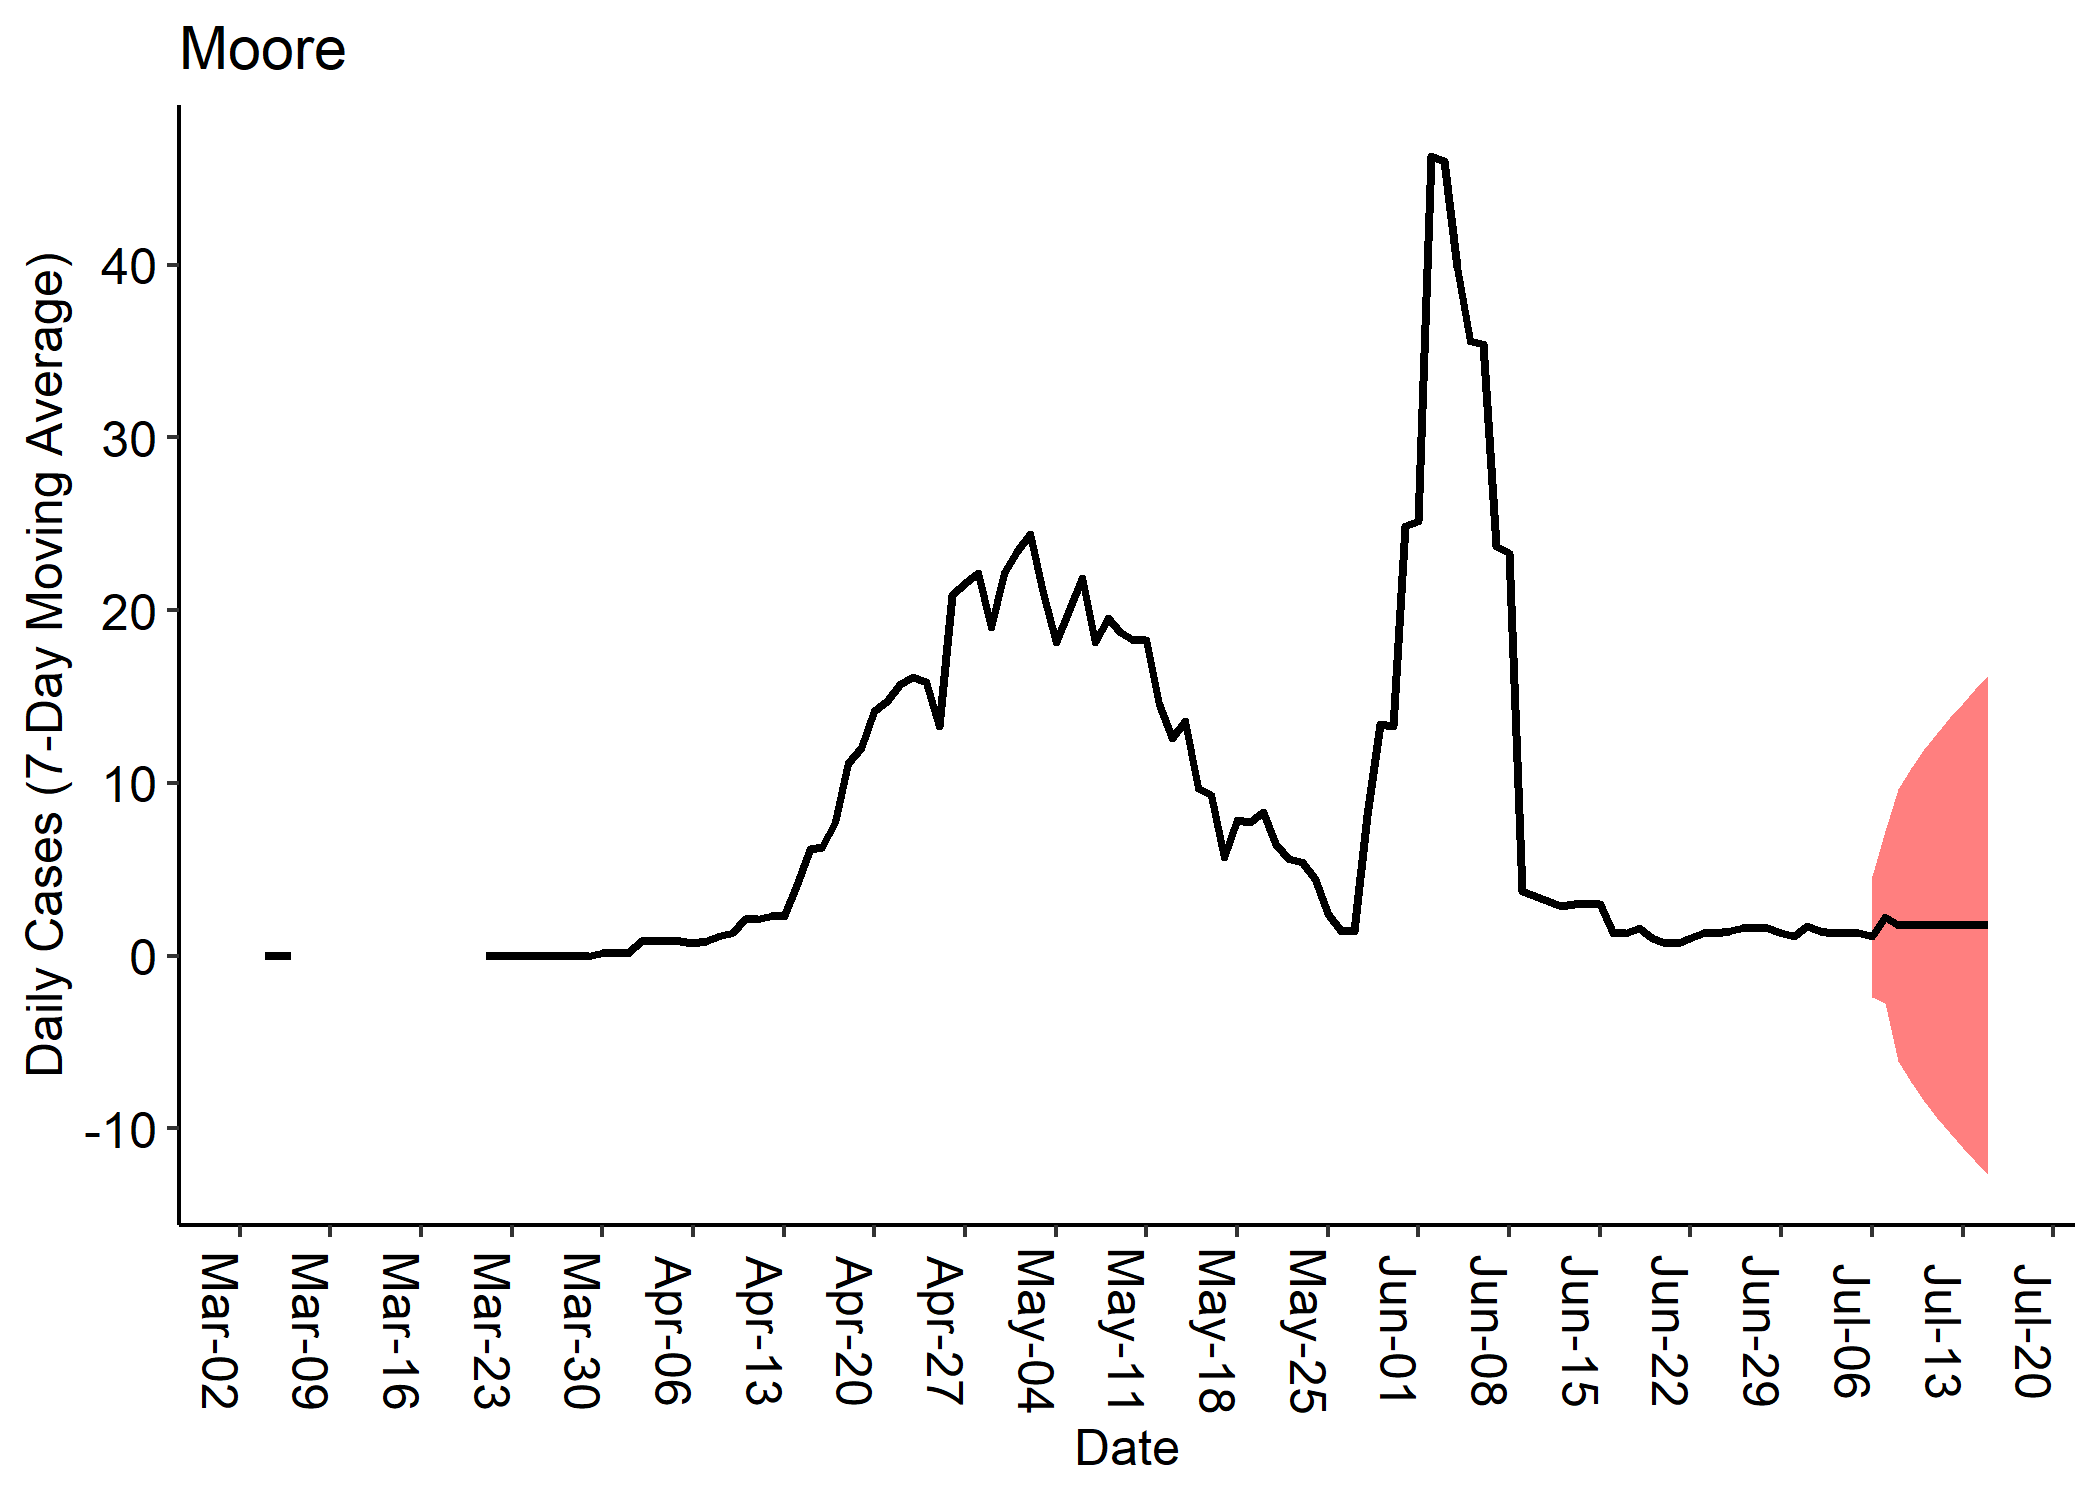 Moore
Daily Cases (7-Day Moving Average)
40
30
20
10
0
-10
Mar-02
Mar-09
Mar-16
Mar-23
Mar-30
Apr-06
Apr-13
Apr-20
Apr-27
May-04
May-11
May-18
May-25
Jun-01
Jun-08
Jun-15
Jun-22
Jun-29
Jul-06
Jul-13
Jul-20
Date